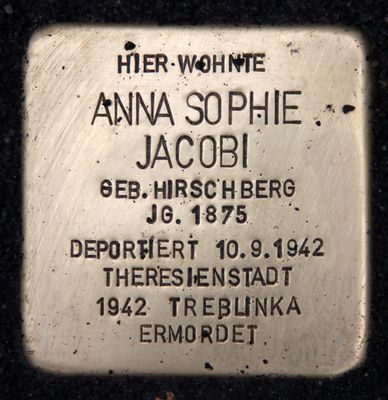 HIER WOHNTE
ANNA SOPHIE
JACOBI
GEB. HIRSCHBERG
JG. 1875
DEPORTIERT 10.9.1942
THERESIENSTADT
1942 TREBLINKA
ERMORDET